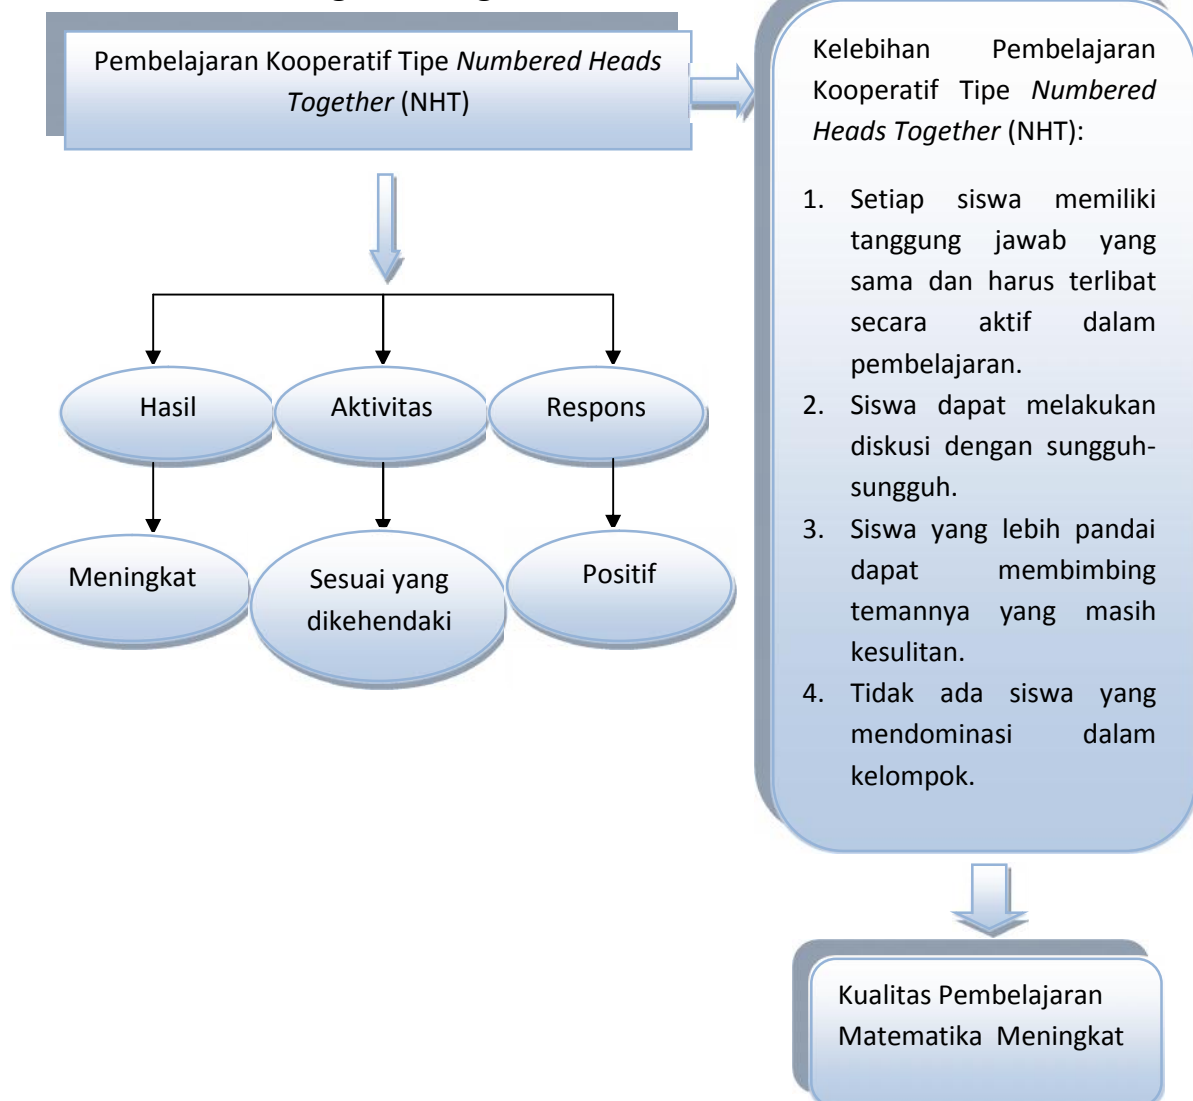 Pembelajaran Kooperatif Tipe Numbered Heads
Together (NHT)
Hasil
Aktivitas
Respons
Meningkat
Sesuai yang
dikehendaki
Positif
Kelebihan Pembelajaran
Kooperatif Tipe Numbered
Heads Together (NHT):
1. Setiap siswa memiliki
tanggung jawab yang
sama dan harus terlibat
secara aktif dalam
pembelajaran.
2. Siswa dapat melakukan
diskusi dengan sungguh-
sungguh.
3. Siswa yang lebih pandai
dapat membimbing
temannya yang masih
kesulitan.
4. Tidak ada siswa yang
mendominasi dalam
kelompok.
Kualitas Pembelajaran
Matematika Meningkat